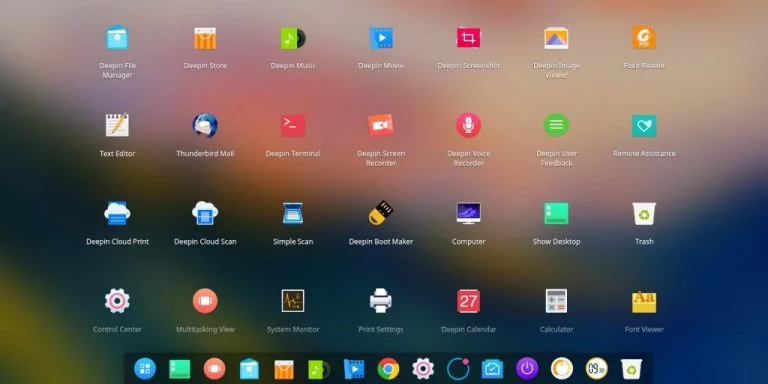 Deepin File Manager
Deepin Store
Deepin Music
Deepin Movie
Deepin Screenshot
Deepin Image Viewer
Foxit Reader
Text Editor
Thunderbird Mail
Deepin Terminal
Deepin Screen Recorder
Deepin Voice Recorder
Deepin User Feedback
Remote Assistance
Deepin Cloud Print
Deepin Cloud Scan
Simple Scan
Deepin Boot Maker
Computer
Show Desktop
Trash
27
Aa
Control Center
Multitasking View
System Monitor
Print Settings
Deepin Calendar
Calculator
Font Viewer